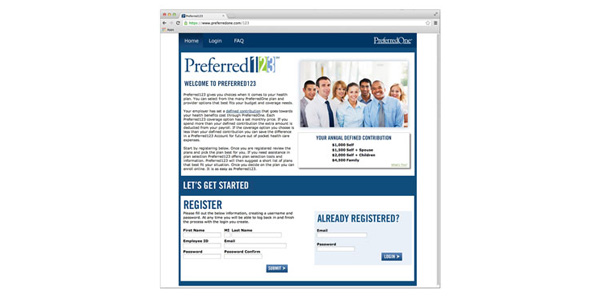 Preferred123
https://www.preferredone.com/123
Home Login FAQ
PreferredOne
Preferred123
WELCOME TO PREFERRED123
Preferred123 gives you choices when it comes to your health
plan. You can select from the many PreferredOne plan and
provider options that best fits your budget and coverage needs.
Your employer has set a defined contribution that goes towards
your health benefits cost through PreferredOne. Each
Preferred123 coverage option has a set monthly price. If you
spend more than your defined contribution the extra amount is
deducted from your payroll. If the coverage option you choose is
less than your defined contribution you can save the difference
in a Preferred123 Account for future out of pocket health care
expenses.
Start by registering below. Once you are registered review the
plans and pick the plan best for you. If you need assistance in
plan selection Preferred123 offers plan selection tools and
information. Preferred123 will then suggest a short list of plans
that best fit your situation. Once you decide on the plan you can
enroll online. It is as easy as Preferred123.
YOUR ANNUAL DEFINED CONTRIBUTION
$1,000 Self
$1,500 Self + Spouse
$2,000 Self + Children
$4,500 Family
LET'S GET STARTED
REGISTER
Please fill out the below information, creating a username and
password. At any time you will be able to log back in and finish
the process with the login you create.
First Name MI Last Name
Employee ID Email
Password Password Confirm
SUBMIT
ALREADY REGISTERED?
Email
Password
LOGIN